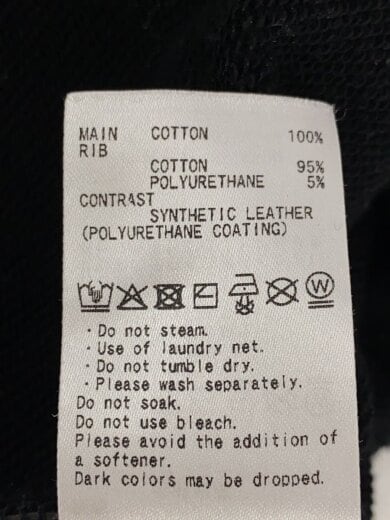 MAIN COTTON 100%
RIB
COTTON 95%
POLYURETHANE 5%
CONTRAST
SYNTHETIC LEATHER
(POLYURETHANE COATING)
W
・Do not steam.
・Use of laundry net.
・Do not tumble dry.
・Please wash separately.
Do not soak.
Do not use bleach.
Please avoid the addition of
a softener.
Dark colors may be dropped.